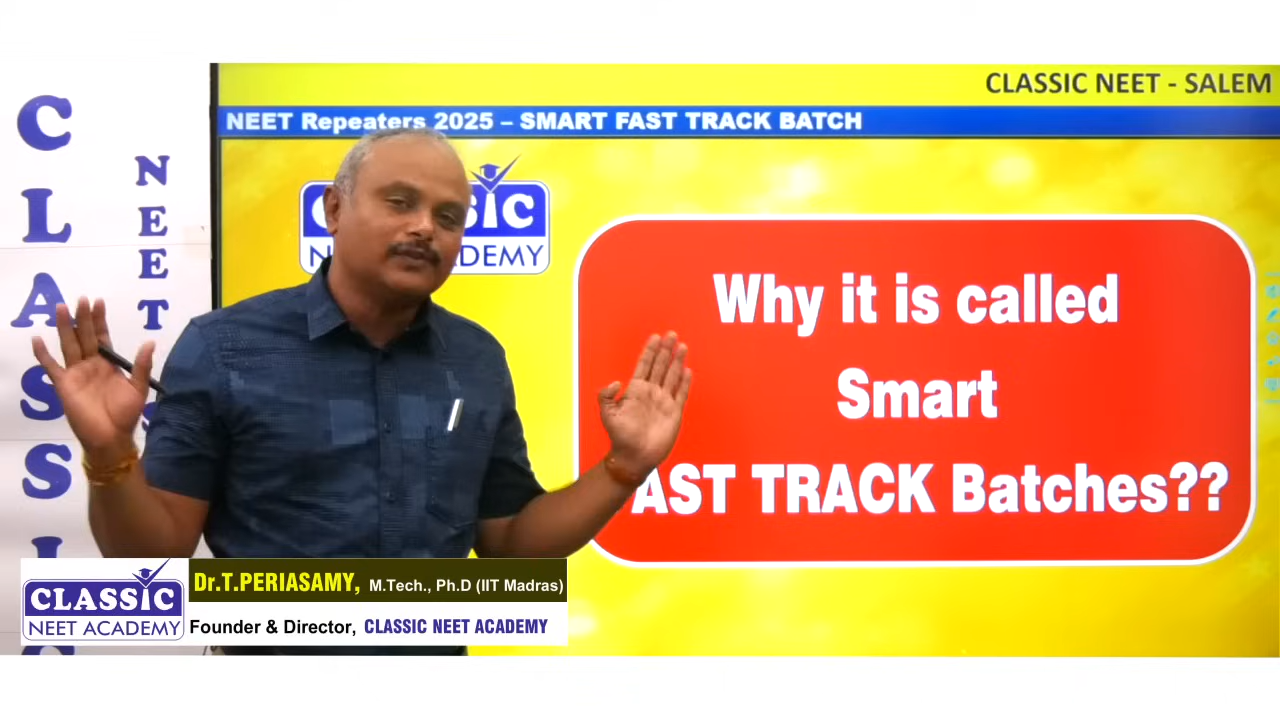 CLASSIC NEET - SALEM
NEET Repeaters 2025 – SMART FAST TRACK BATCH
CLASSIC
NEET
NEET ACADEMY
Why it is called
Smart
AST TRACK Batches??
CLASSIC
NEET ACADEMY
Dr.T.PERIASAMY, M.Tech., Ph.D (IIT Madras)
Founder & Director, CLASSIC NEET ACADEMY